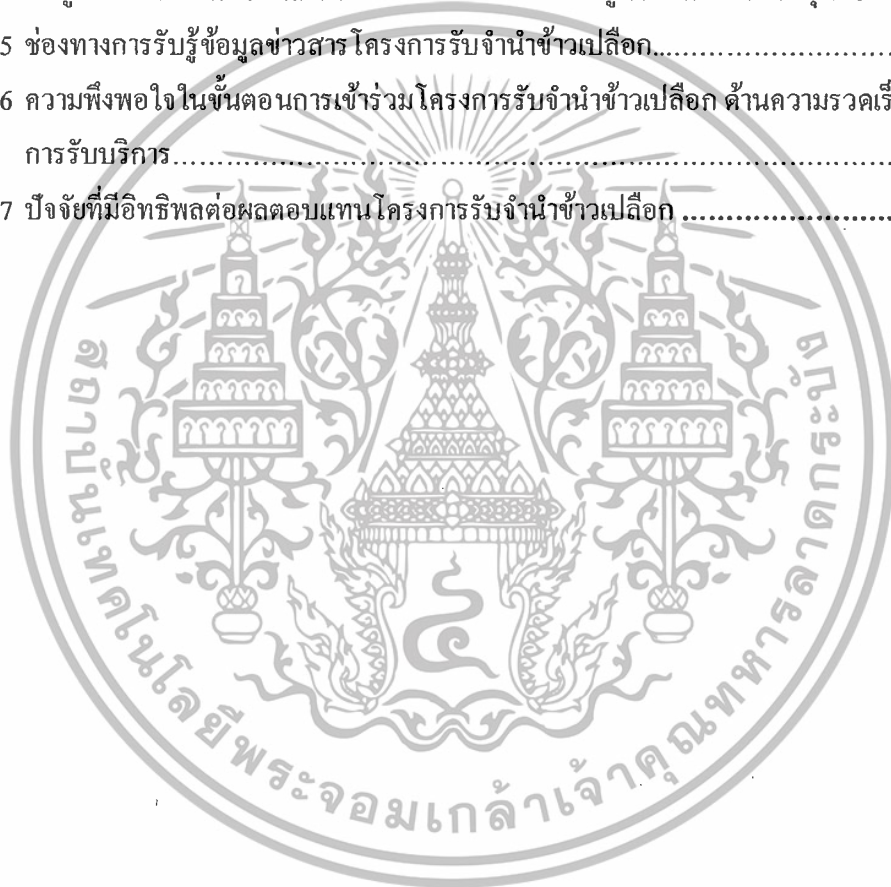 5 ช่องทางการรับรู้ข้อมูลข่าวสารโครงการรับจำนำข้าวเปลือก
6 ความพึงพอใจในขั้นตอนการเข้าร่วมโครงการรับจำนำข้าวเปลือก ด้านความรวดเร็
การรับบริการ
7 ปัจจัยที่มีอิทธิพลต่อผลตอบแทนโครงการรับจำนำข้าวเปลือก
สถาบันเทคโนโลยีพระจอมเกล้าเจ้าคุณทหารลาดกระบัง
๔